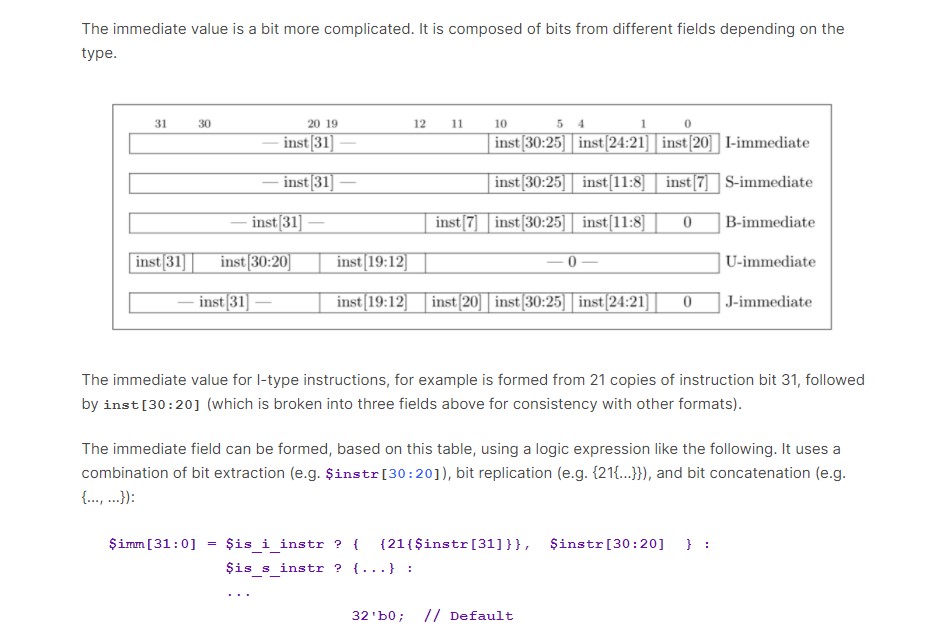 The immediate value is a bit more complicated. It is composed of bits from different fields depending on the
type.
31 30 20 19 12 11 10 5 4 1 0
— inst[31] — inst[30:25] inst[24:21] inst[20] I-immediate
— inst[31] — inst[30:25] inst[11:8] inst[7] S-immediate
— inst[31] — inst[7] inst[30:25] inst[11:8] 0 B-immediate
inst[31] inst[30:20] inst[19:12] — 0 — U-immediate
— inst[31] — inst[19:12] inst[20] inst[30:25] inst[24:21] 0 J-immediate
The immediate value for I-type instructions, for example is formed from 21 copies of instruction bit 31, followed
by inst[30:20] (which is broken into three fields above for consistency with other formats).
The immediate field can be formed, based on this table, using a logic expression like the following. It uses a
combination of bit extraction (e.g. $instr[30:20]), bit replication (e.g. {21{...}}), and bit concatenation (e.g.
{..., ...}):
$imm[31:0] = $is_i_instr ? { {21{$instr[31]}}, $instr[30:20] } :
$is_s_instr ? {...} :
...
32'b0; // Default